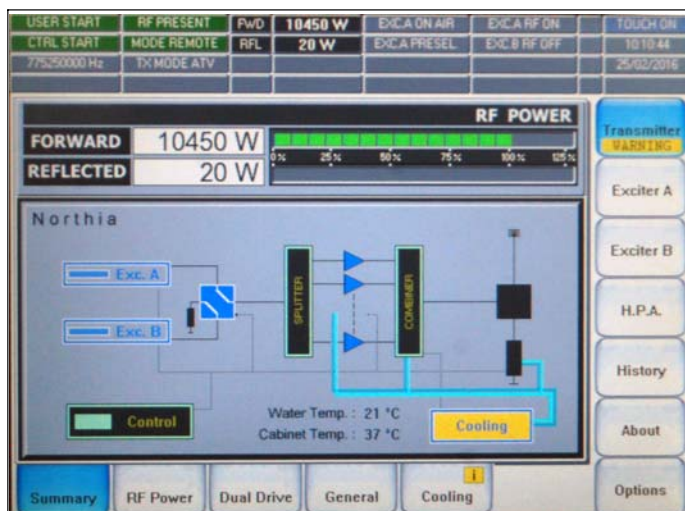 USER START RF PRESENT FWD 10450 W EXC.A ON AIR EXC.A RF ON TOUCH ON
CTRL START MODE REMOTE RFL 20 W EXC.A PRESEL EXC.B RF OFF 10:10:44
775250000 Hz TX MODE ATV 25/02/2016
RF POWER
FORWARD 10450 W
REFLECTED 20 W
0% 25% 50% 75% 100% 125%
Transmitter
WARNING
Exciter A
Exciter B
H.P.A.
History
About
Options
Northia
Exc. A
Exc. B
SPLITTER
COMBINER
Control
Water Temp. : 21 °C
Cabinet Temp. : 37 °C
Cooling
Summary RF Power Dual Drive General Cooling i